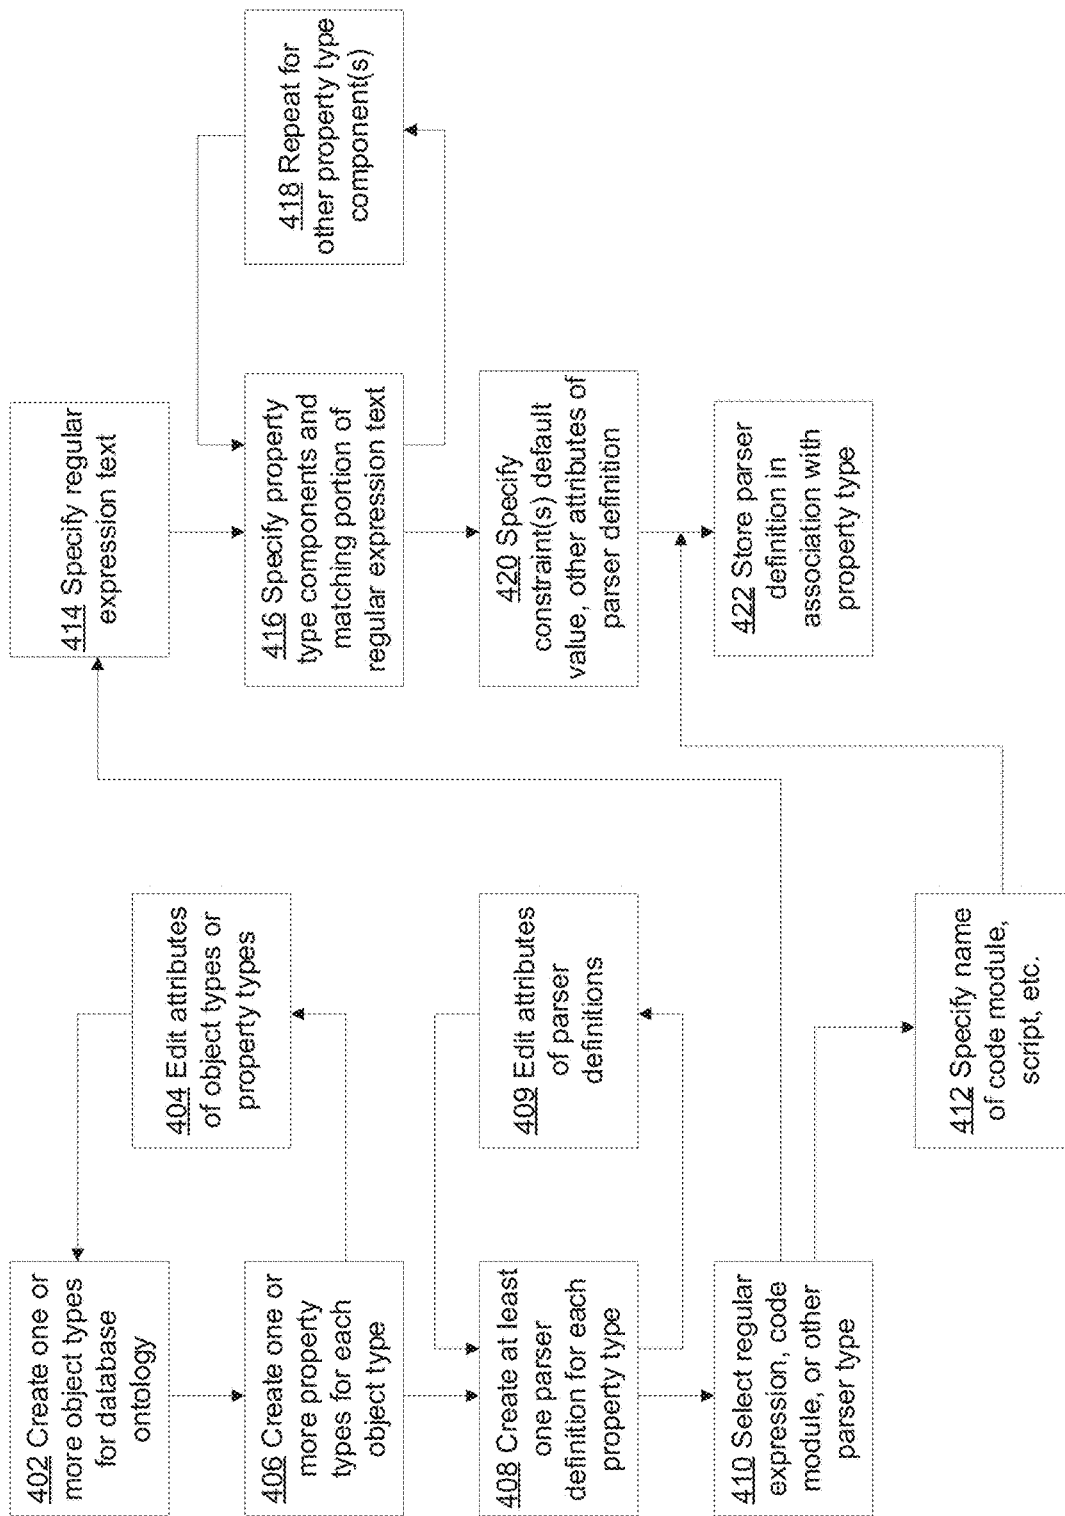 402 Create one or
more object types
for database
ontology
404 Edit attributes
of object types or
property types
406 Create one or
more property
types for each
object type
408 Create at least
one parser
definition for each
property type
409 Edit attributes
of parser
definitions
410 Select regular
expression, code
module, or other
parser type
412 Specify name
of code module,
script, etc.
414 Specify regular
expression text
416 Specify property
type components and
matching portion of
regular expression text
418 Repeat for
other property type
component(s)
420 Specify
constraint(s) default
value, other attributes of
parser definition
422 Store parser
definition in
association with
property type